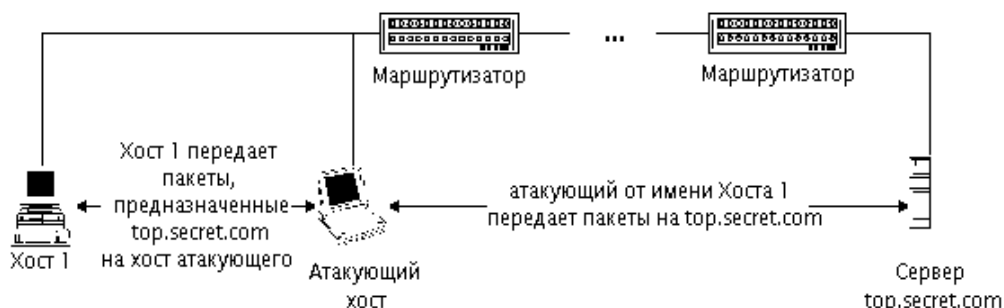 ...
Маршрутизатор
Маршрутизатор
Хост 1 передает
пакеты,
предназначенные
top.secret.com
на хост атакующего
атакующий от имени Хоста 1
передает пакеты на top.secret.com
Хост 1
Атакующий
хост
Сервер
top.secret.com